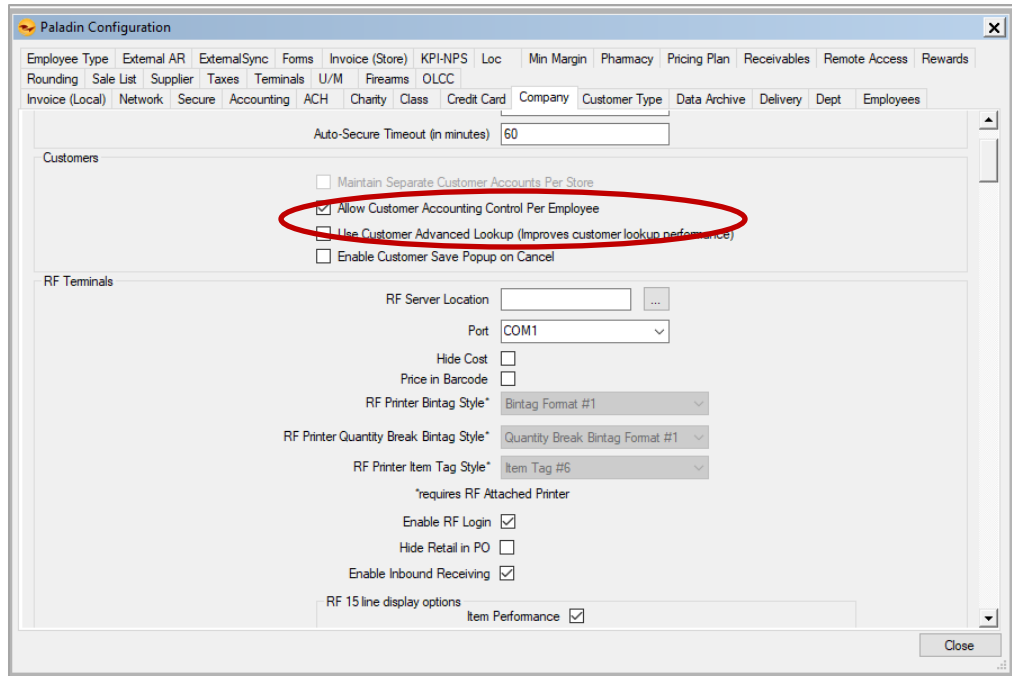 Paladin Configuration
Employee Type External AR ExternalSync Forms Invoice (Store) KPI-NPS Loc Min Margin Pharmacy Pricing Plan Receivables Remote Access Rewards
Rounding Sale List Supplier Taxes Terminals U/M Firearms OLCC
Invoice (Local) Network Secure Accounting ACH Charity Class Credit Card Company Customer Type Data Archive Delivery Dept Employees
Auto-Secure Timeout (in minutes) 60
Customers
Maintain Separate Customer Accounts Per Store
Allow Customer Accounting Control Per Employee
Use Customer Advanced Lookup (Improves customer lookup performance)
Enable Customer Save Popup on Cancel
RF Terminals
RF Server Location ...
Port COM1
Hide Cost
Price in Barcode
RF Printer Bintag Style* Bintag Format #1
RF Printer Quantity Break Bintag Style* Quantity Break Bintag Format #1
RF Printer Item Tag Style* Item Tag #6
*requires RF Attached Printer
Enable RF Login
Hide Retail in PO
Enable Inbound Receiving
RF 15 line display options
Item Performance
Close